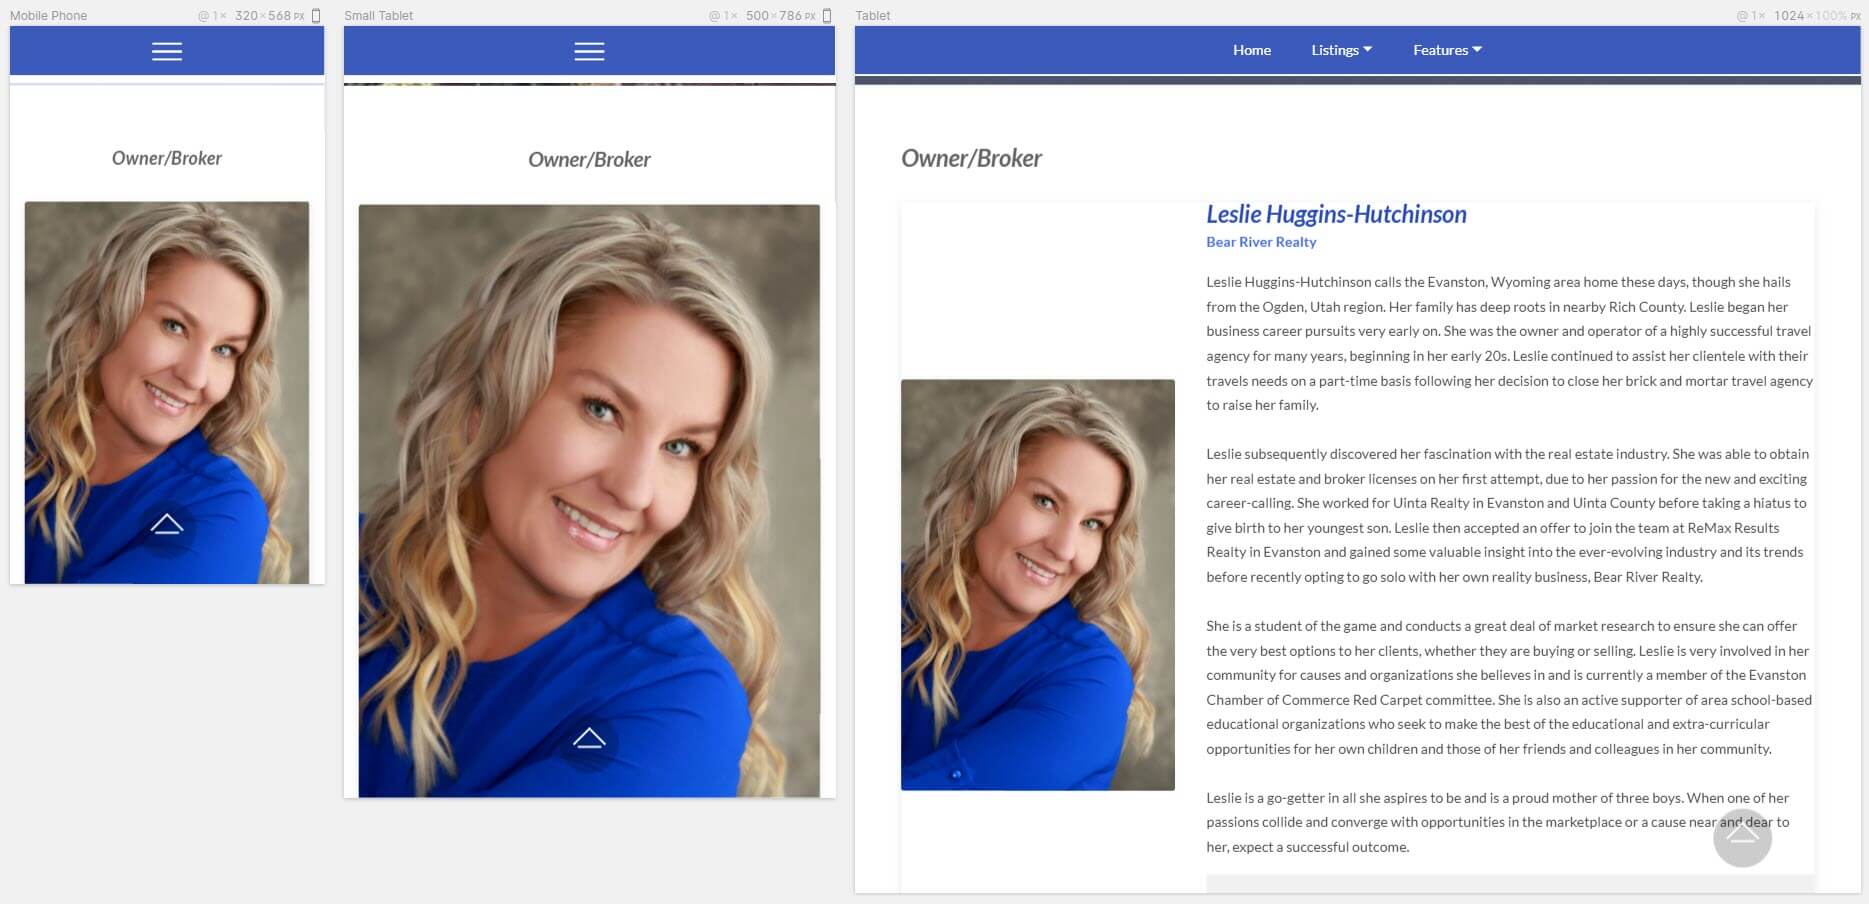 Mobile Phone
@ 1× 320×568 PX
Small Tablet
@ 1× 500×786 PX
Tablet
@ 1× 1024×100% PX
Home Listings Features
Owner/Broker
Owner/Broker
Owner/Broker
Leslie Huggins-Hutchinson
Bear River Realty
Leslie Huggins-Hutchinson calls the Evanston, Wyoming area home these days, though she hails
from the Ogden, Utah region. Her family has deep roots in nearby Rich County. Leslie began her
business career pursuits very early on. She was the owner and operator of a highly successful travel
agency for many years, beginning in her early 20s. Leslie continued to assist her clientele with their
travels needs on a part-time basis following her decision to close her brick and mortar travel agency
to raise her family.
Leslie subsequently discovered her fascination with the real estate industry. She was able to obtain
her real estate and broker licenses on her first attempt, due to her passion for the new and exciting
career-calling. She worked for Uinta Realty in Evanston and Uinta County before taking a hiatus to
give birth to her youngest son. Leslie then accepted an offer to join the team at ReMax Results
Realty in Evanston and gained some valuable insight into the ever-evolving industry and its trends
before recently opting to go solo with her own reality business, Bear River Realty.
She is a student of the game and conducts a great deal of market research to ensure she can offer
the very best options to her clients, whether they are buying or selling. Leslie is very involved in her
community for causes and organizations she believes in and is currently a member of the Evanston
Chamber of Commerce Red Carpet committee. She is also an active supporter of area school-based
educational organizations who seek to make the best of the educational and extra-curricular
opportunities for her own children and those of her friends and colleagues in her community.
Leslie is a go-getter in all she aspires to be and is a proud mother of three boys. When one of her
passions collide and converge with opportunities in the marketplace or a cause near and dear to
her, expect a successful outcome.